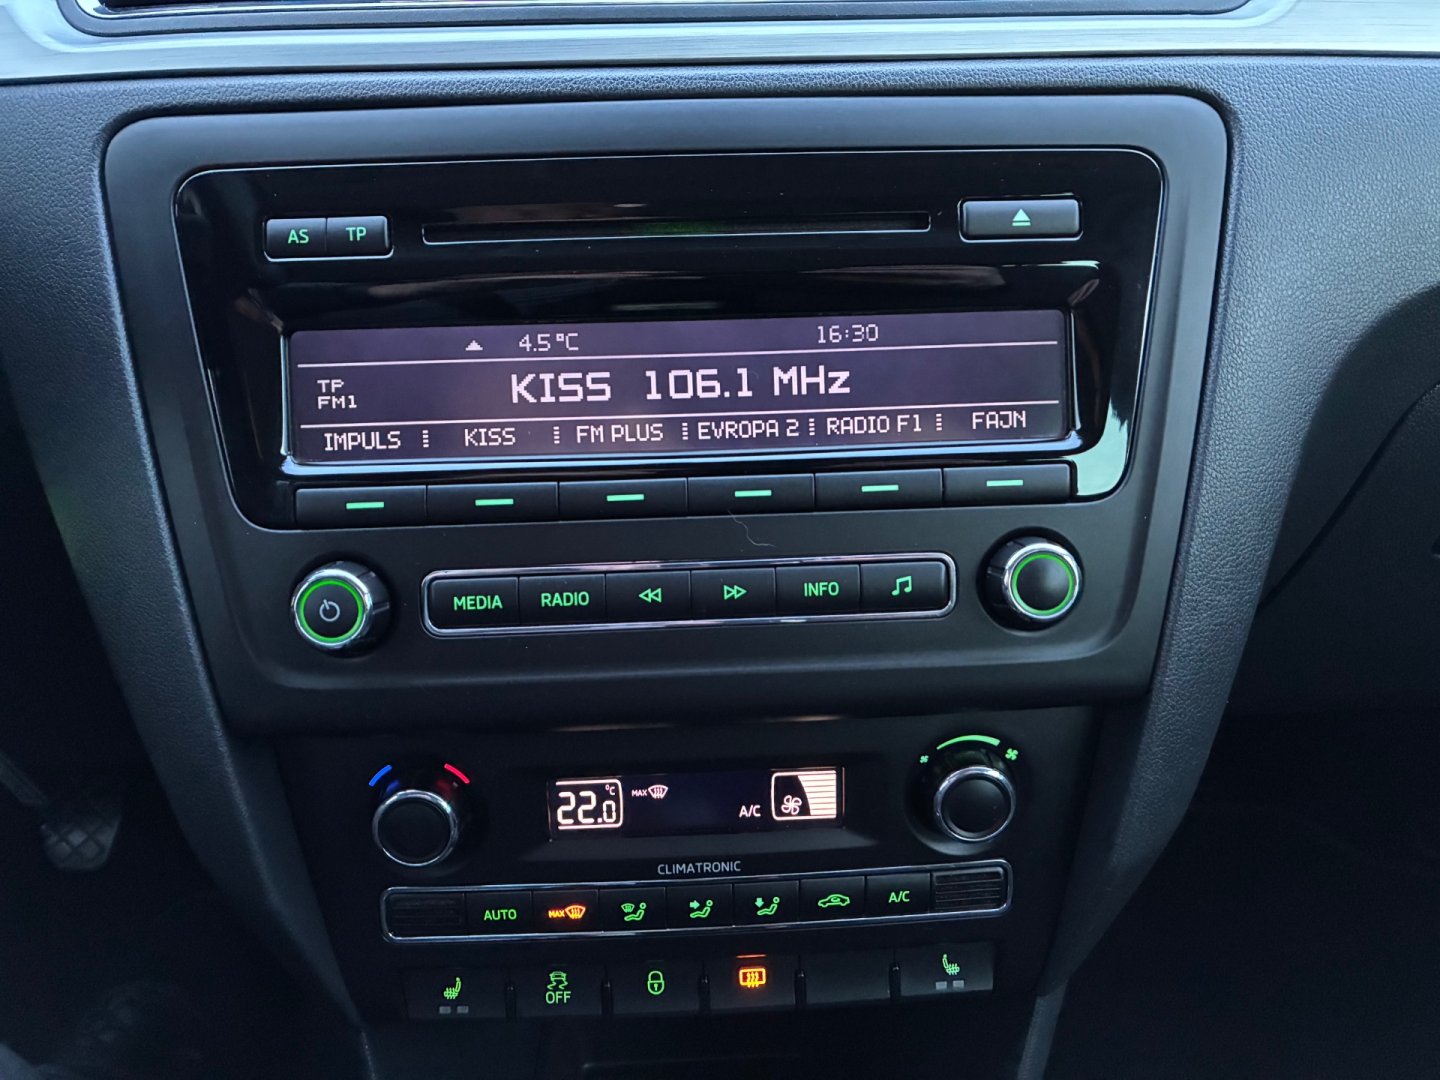 AS TP
4.5 °C 16:30
TP
FM1
KISS 106.1 MHz
IMPULS KISS FM PLUS EVROPA 2 RADIO F1 FAJN
MEDIA RADIO INFO
22.0 °C MAX A/C
CLIMATRONIC
AUTO MAX A/C
OFF